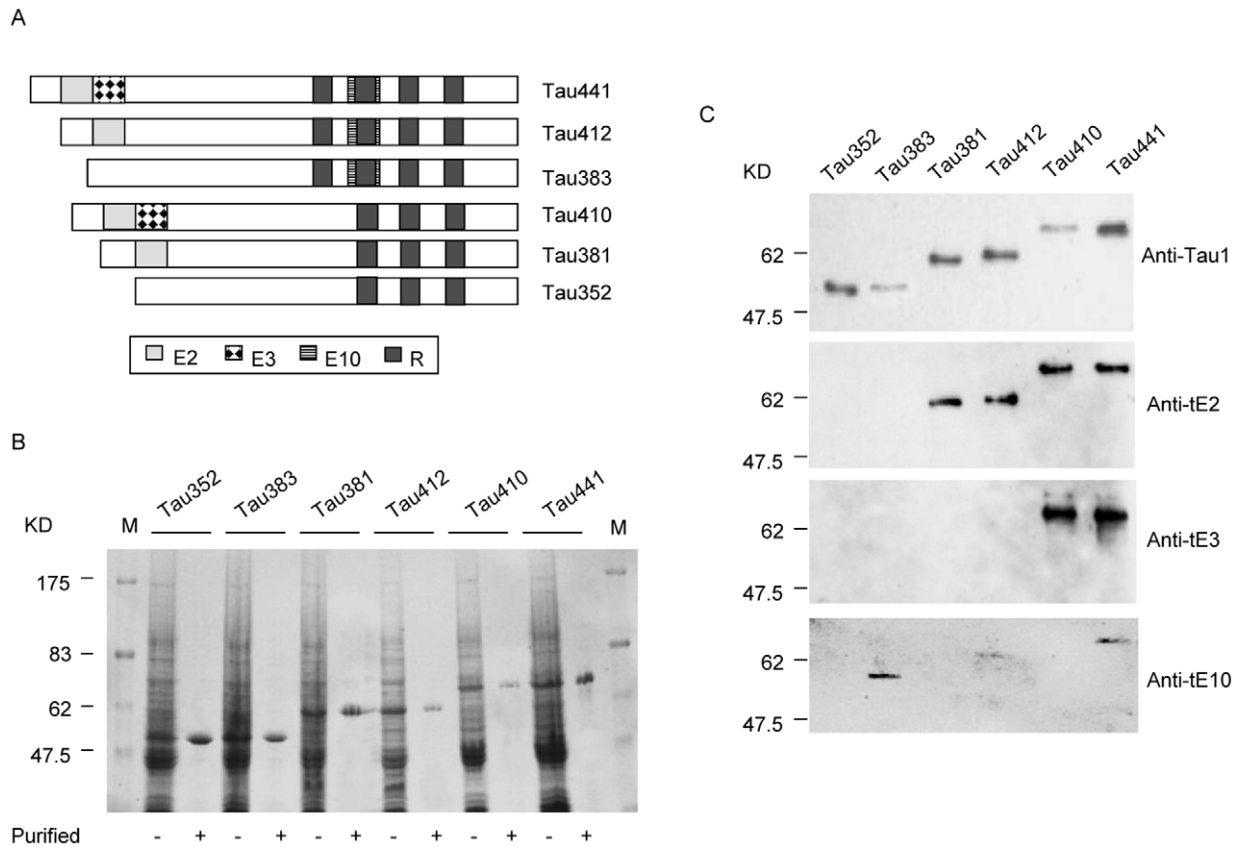 A
Tau441
Tau412
Tau383
Tau410
Tau381
Tau352
E2 E3 E10 R
B
Tau352 Tau383 Tau381 Tau412 Tau410 Tau441
KD M M
175
83
62
47.5
Purified - + - + - + - + - + - +
C
Tau352 Tau383 Tau381 Tau412 Tau410 Tau441
KD
62
Anti-Tau1
47.5
62
Anti-tE2
47.5
62
Anti-tE3
47.5
62
Anti-tE10
47.5